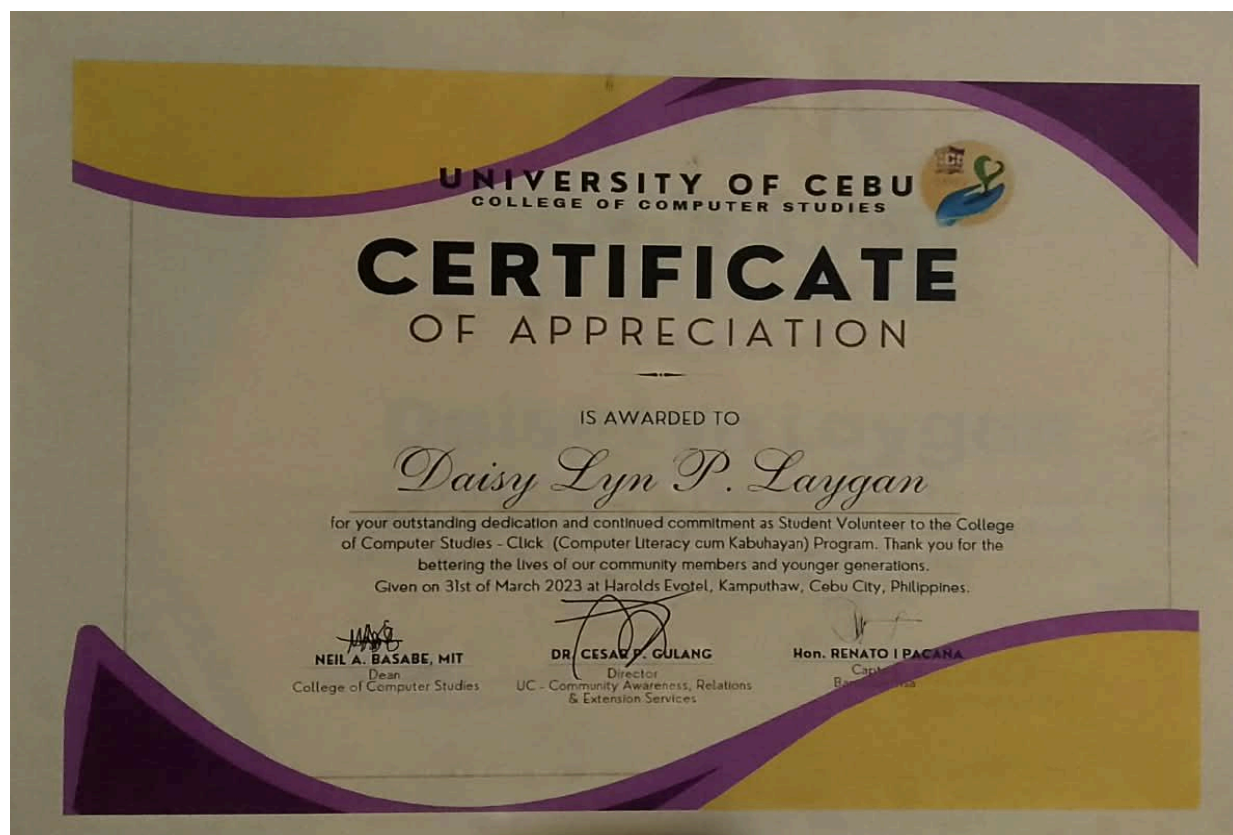 UNIVERSITY OF CEBU
COLLEGE OF COMPUTER STUDIES
CERTIFICATE
OF APPRECIATION
IS AWARDED TO
Daisy Lyn P. Laygan
for your outstanding dedication and continued commitment as Student Volunteer to the College
of Computer Studies - Click (Computer Literacy cum Kabuhayan) Program. Thank you for the
bettering the lives of our community members and younger generations.
Given on 31st of March 2023 at Harolds Evotel, Kamputhaw, Cebu City, Philippines.
NEIL A. BASABE, MIT
Dean
College of Computer Studies
DR. CESAR P. GULANG
Director
UC - Community Awareness, Relations
& Extension Services
Hon. RENATO I PACAÑA